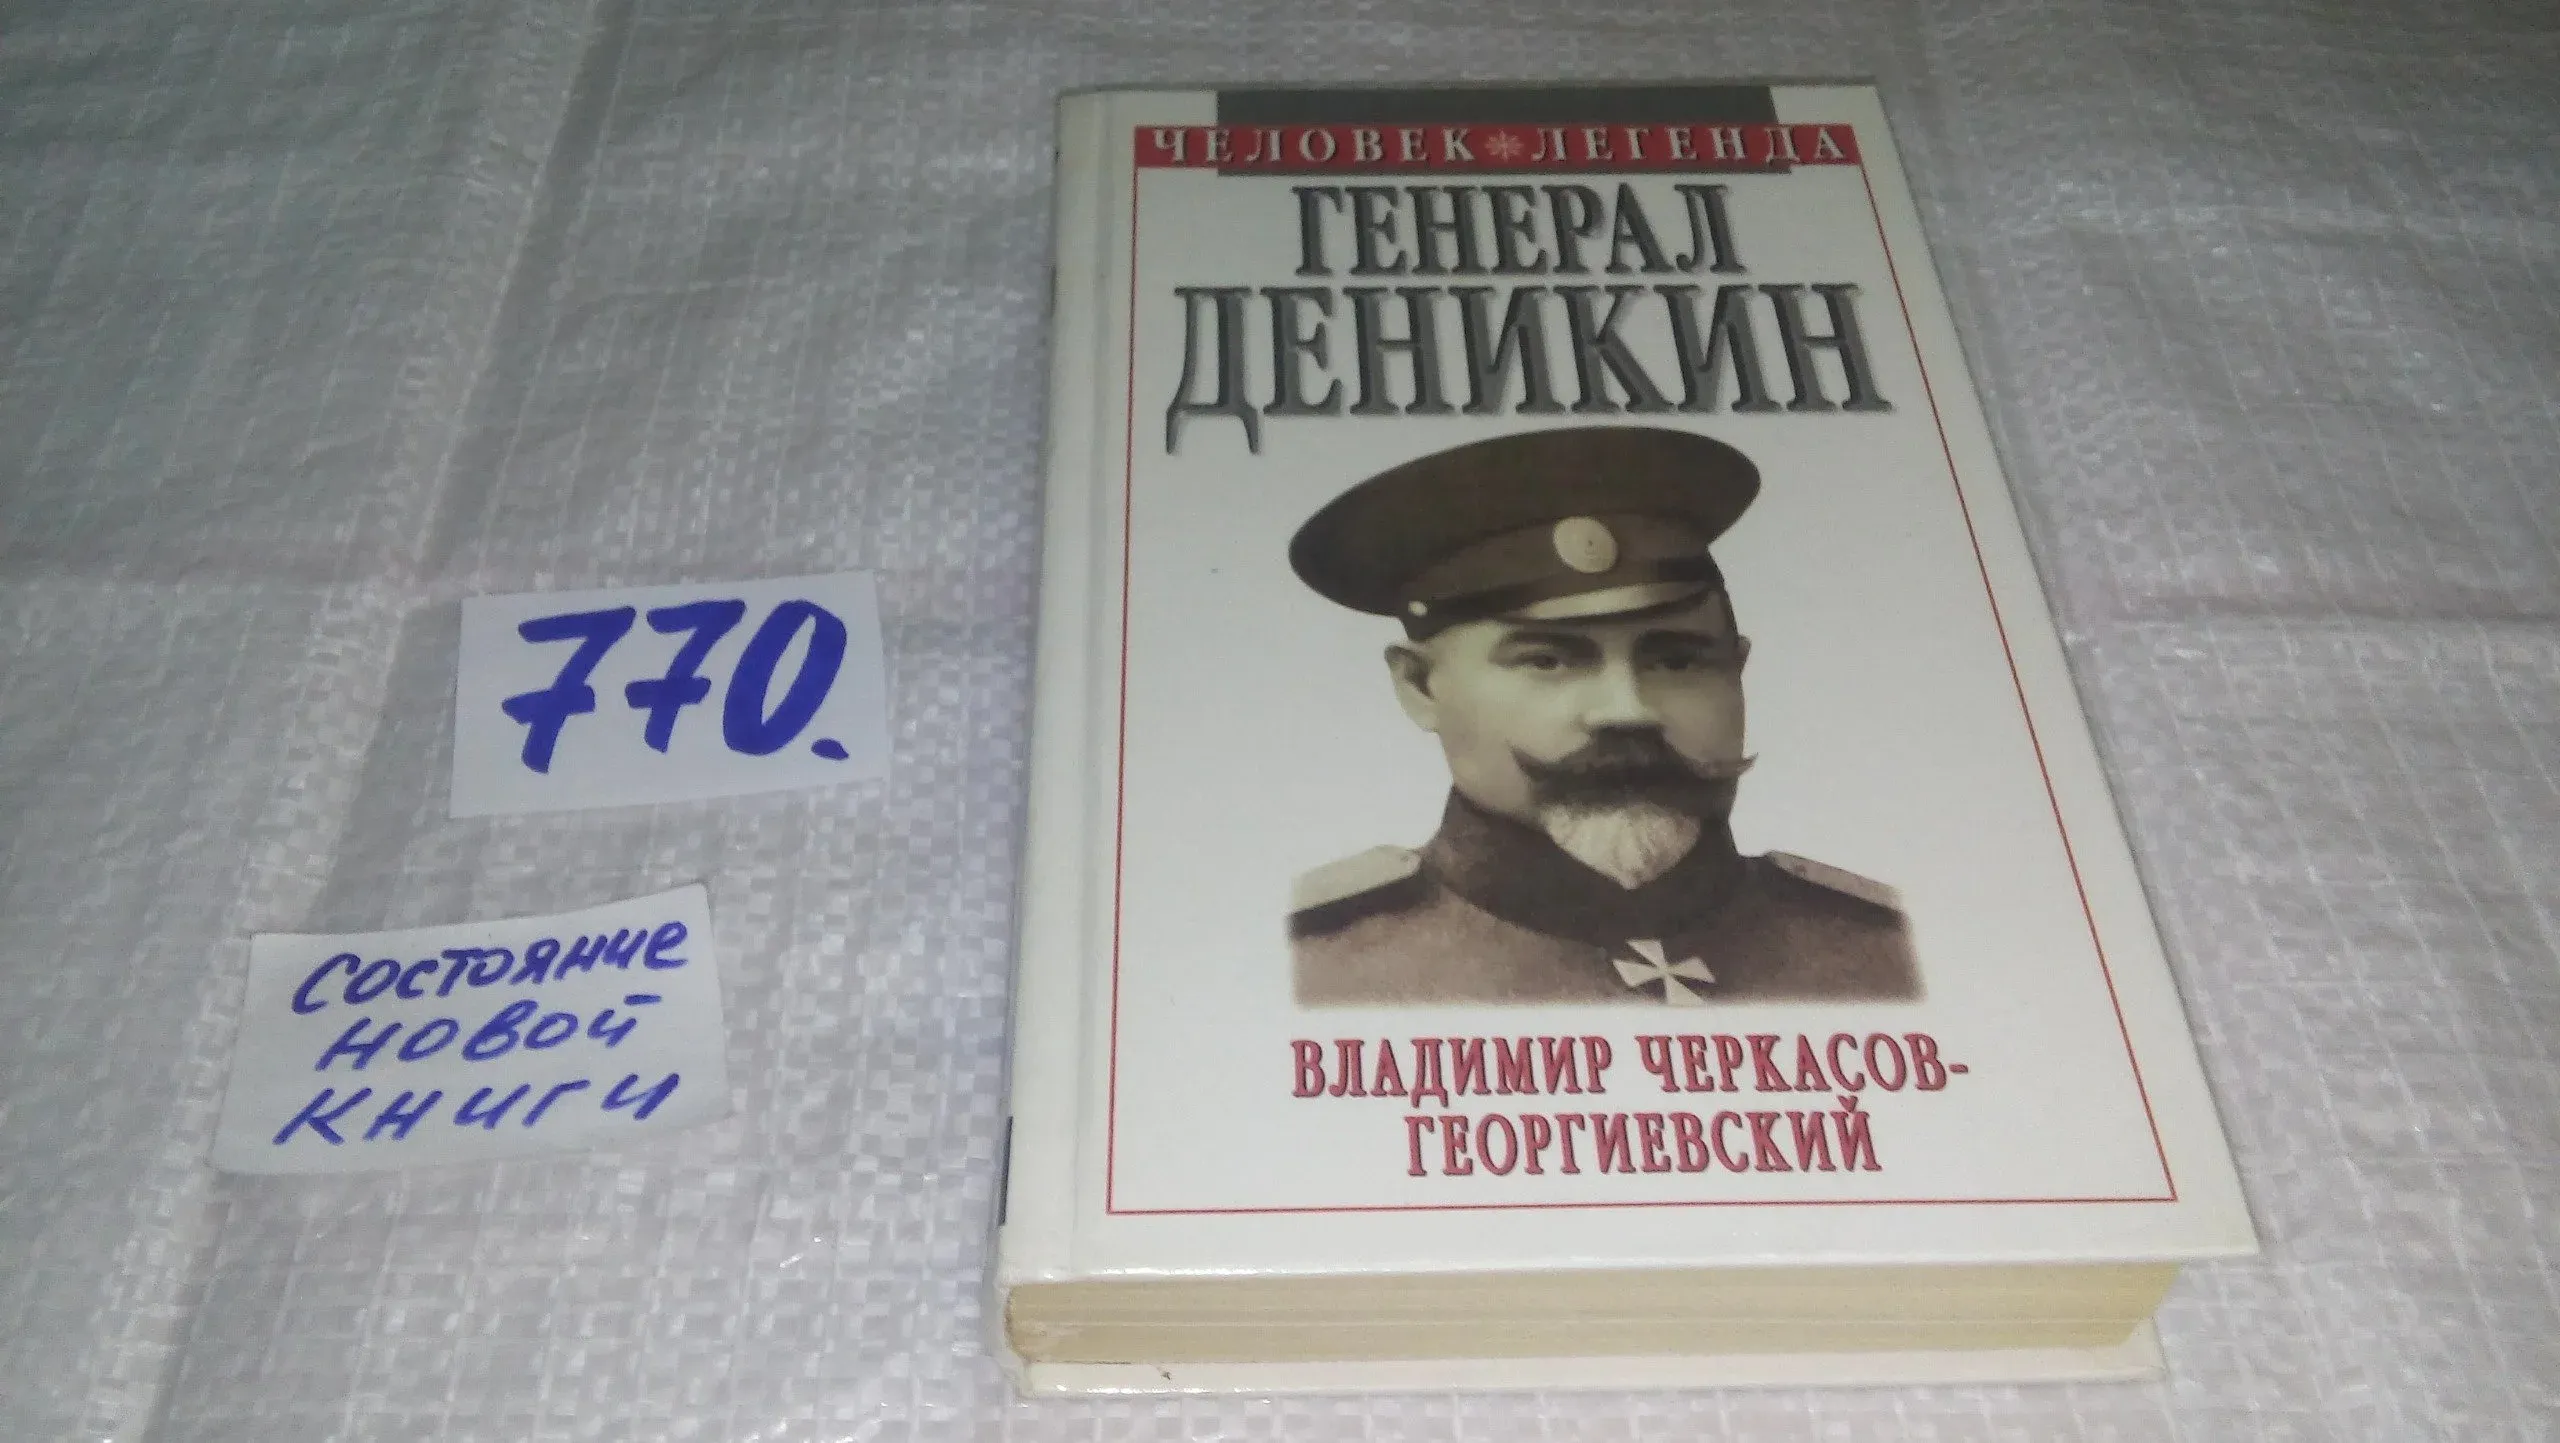 ЧЕЛОВЕК * ЛЕГЕНДА
ГЕНЕРАЛ
ДЕНИКИН
770.
СОСТОЯНИЕ
НОВОЙ
КНИГИ
ВЛАДИМИР ЧЕРКАСОВ-
ГЕОРГИЕВСКИЙ